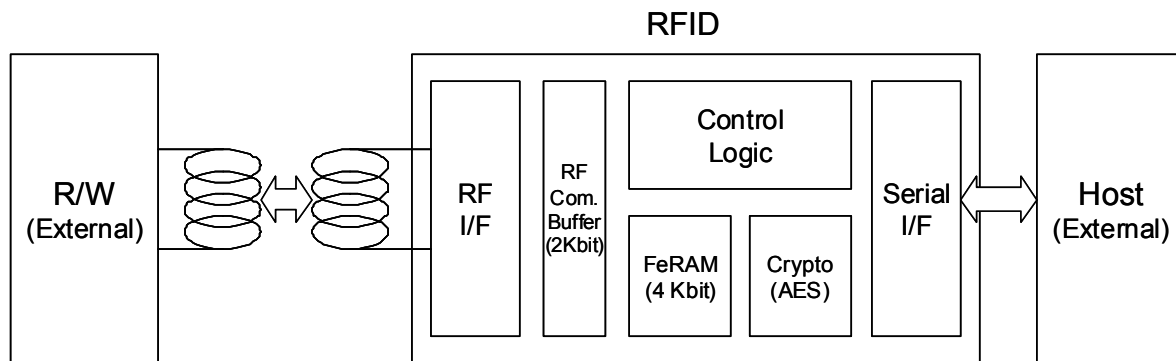 RFID
R/W
(External)
RF
I/F
RF
Com.
Buffer
(2Kbit)
Control
Logic
FeRAM
(4 Kbit)
Crypto
(AES)
Serial
I/F
Host
(External)